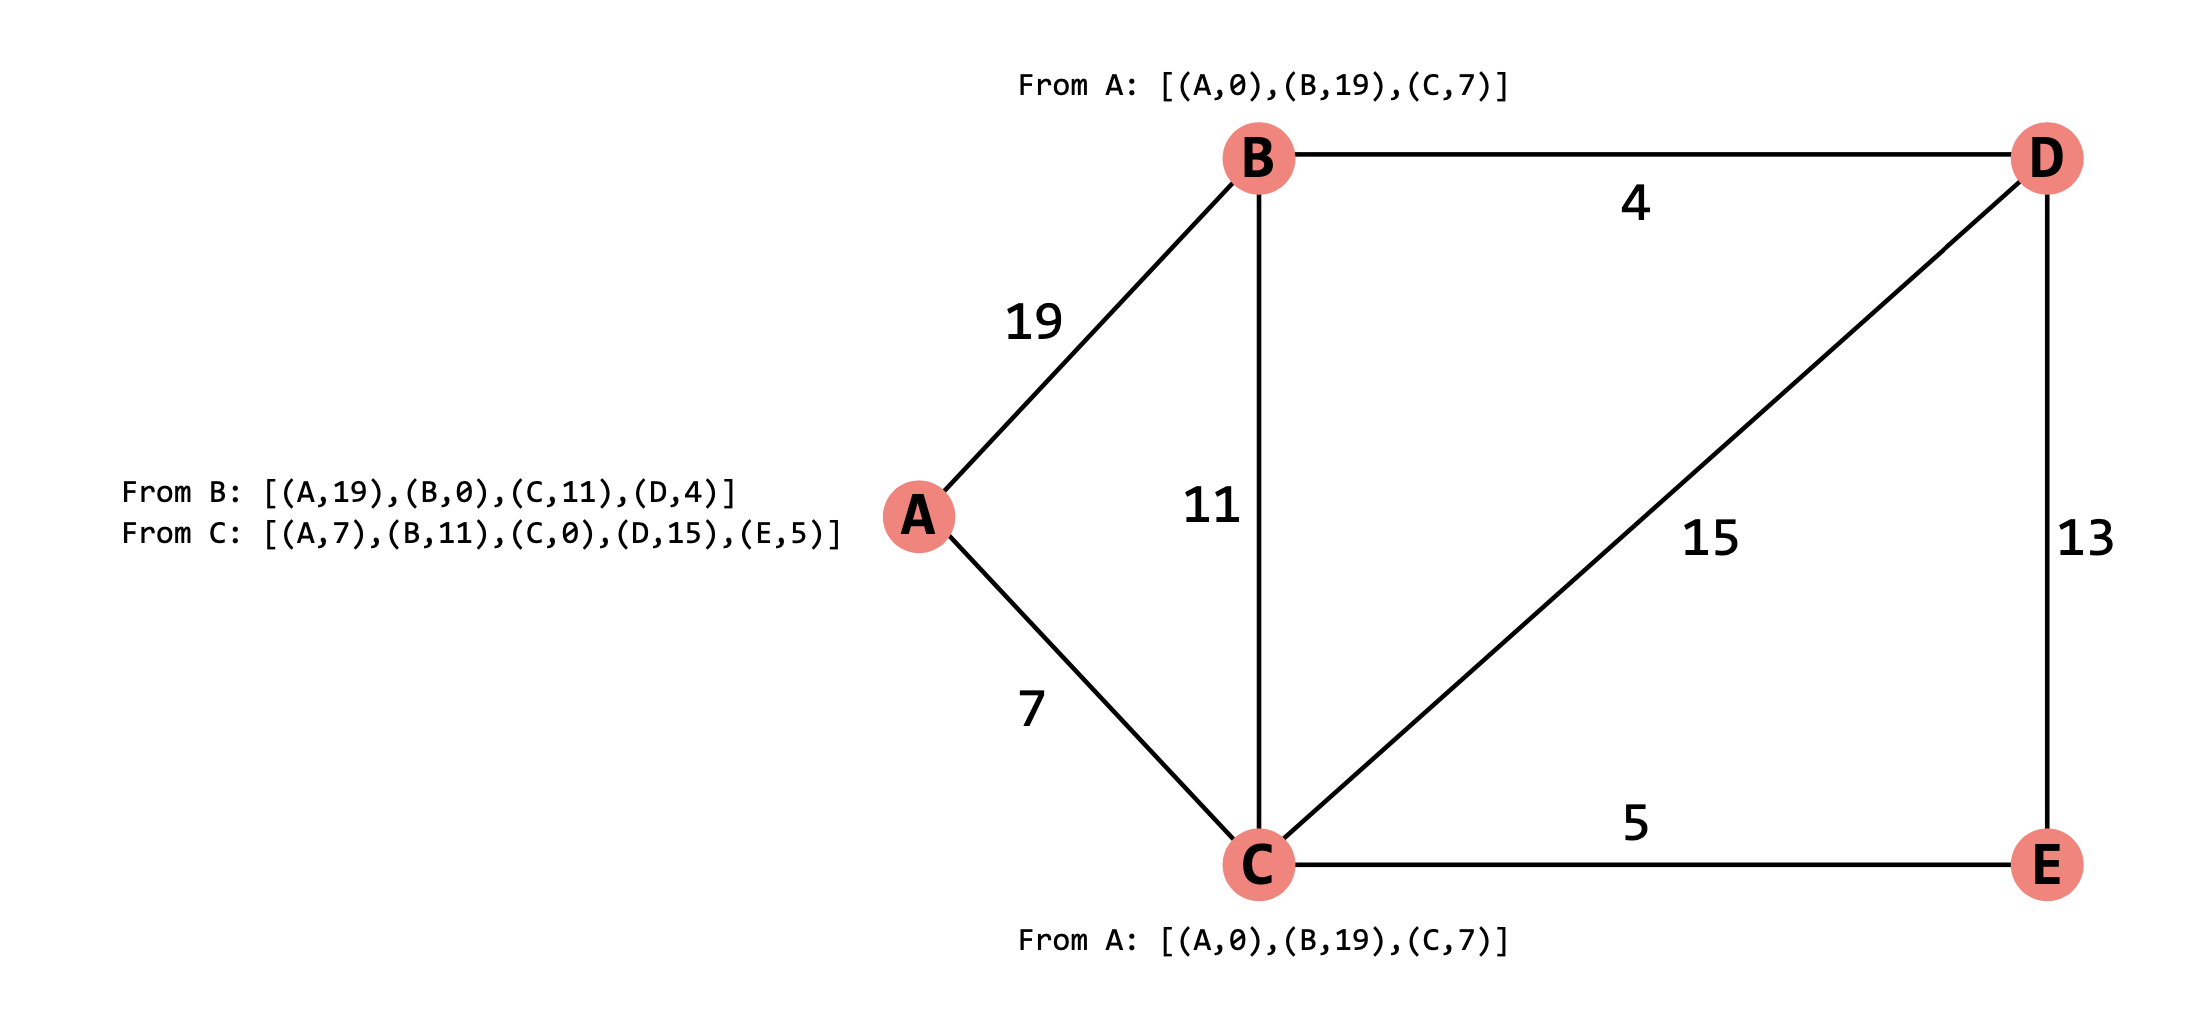 From A: [(A,0),(B,19),(C,7)]
B
D
4
19
From B: [(A,19),(B,0),(C,11),(D,4)]
From C: [(A,7),(B,11),(C,0),(D,15),(E,5)]
A
11
15
13
7
5
C
E
From A: [(A,0),(B,19),(C,7)]